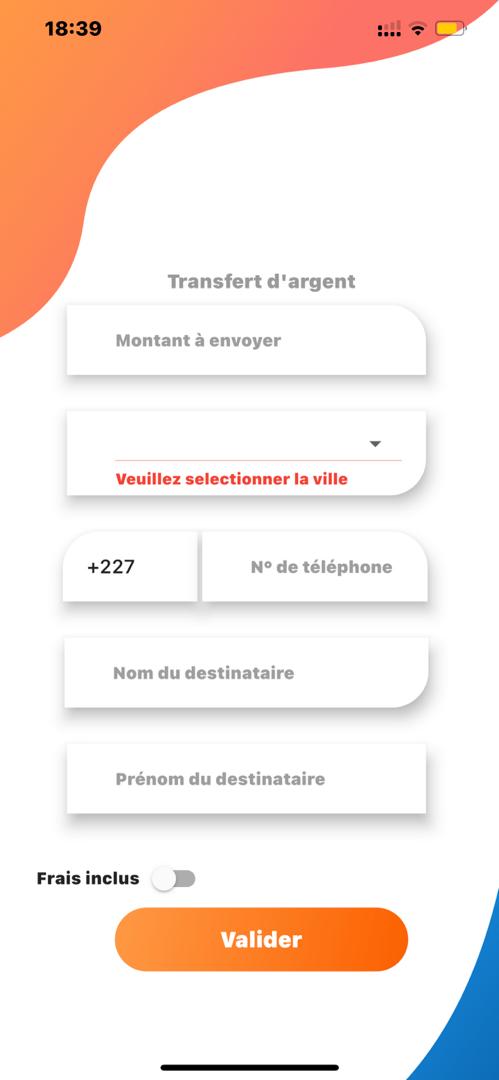 18:39
Transfert d'argent
Montant à envoyer
Veuillez selectionner la ville
+227 Nº de téléphone
Nom du destinataire
Prénom du destinataire
Frais inclus
Valider